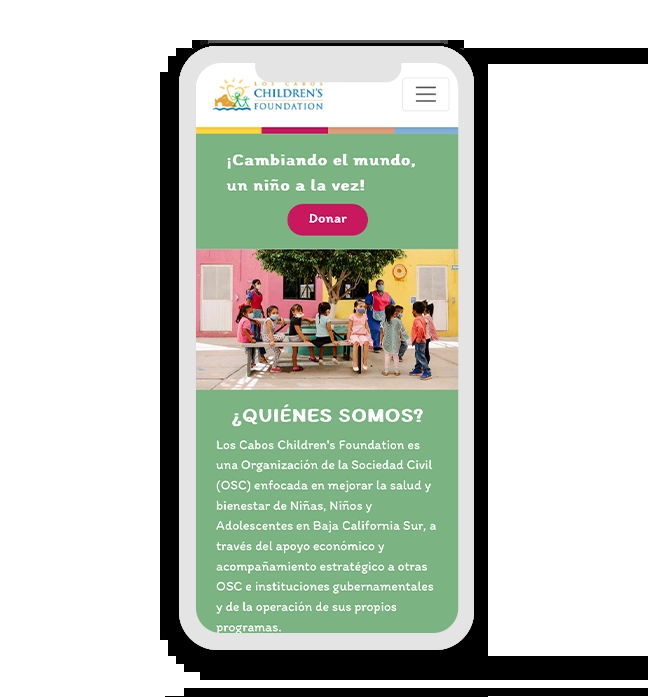 LOS CABOS
CHILDREN'S
FOUNDATION
¡Cambiando el mundo,
un niño a la vez!
Donar
¿QUIÉNES SOMOS?
Los Cabos Children's Foundation es
una Organización de la Sociedad Civil
(OSC) enfocada en mejorar la salud y
bienestar de Niñas, Niños y
Adolescentes en Baja California Sur, a
través del apoyo económico y
acompañamiento estratégico a otras
OSC e instituciones gubernamentales
y de la operación de sus propios
programas.